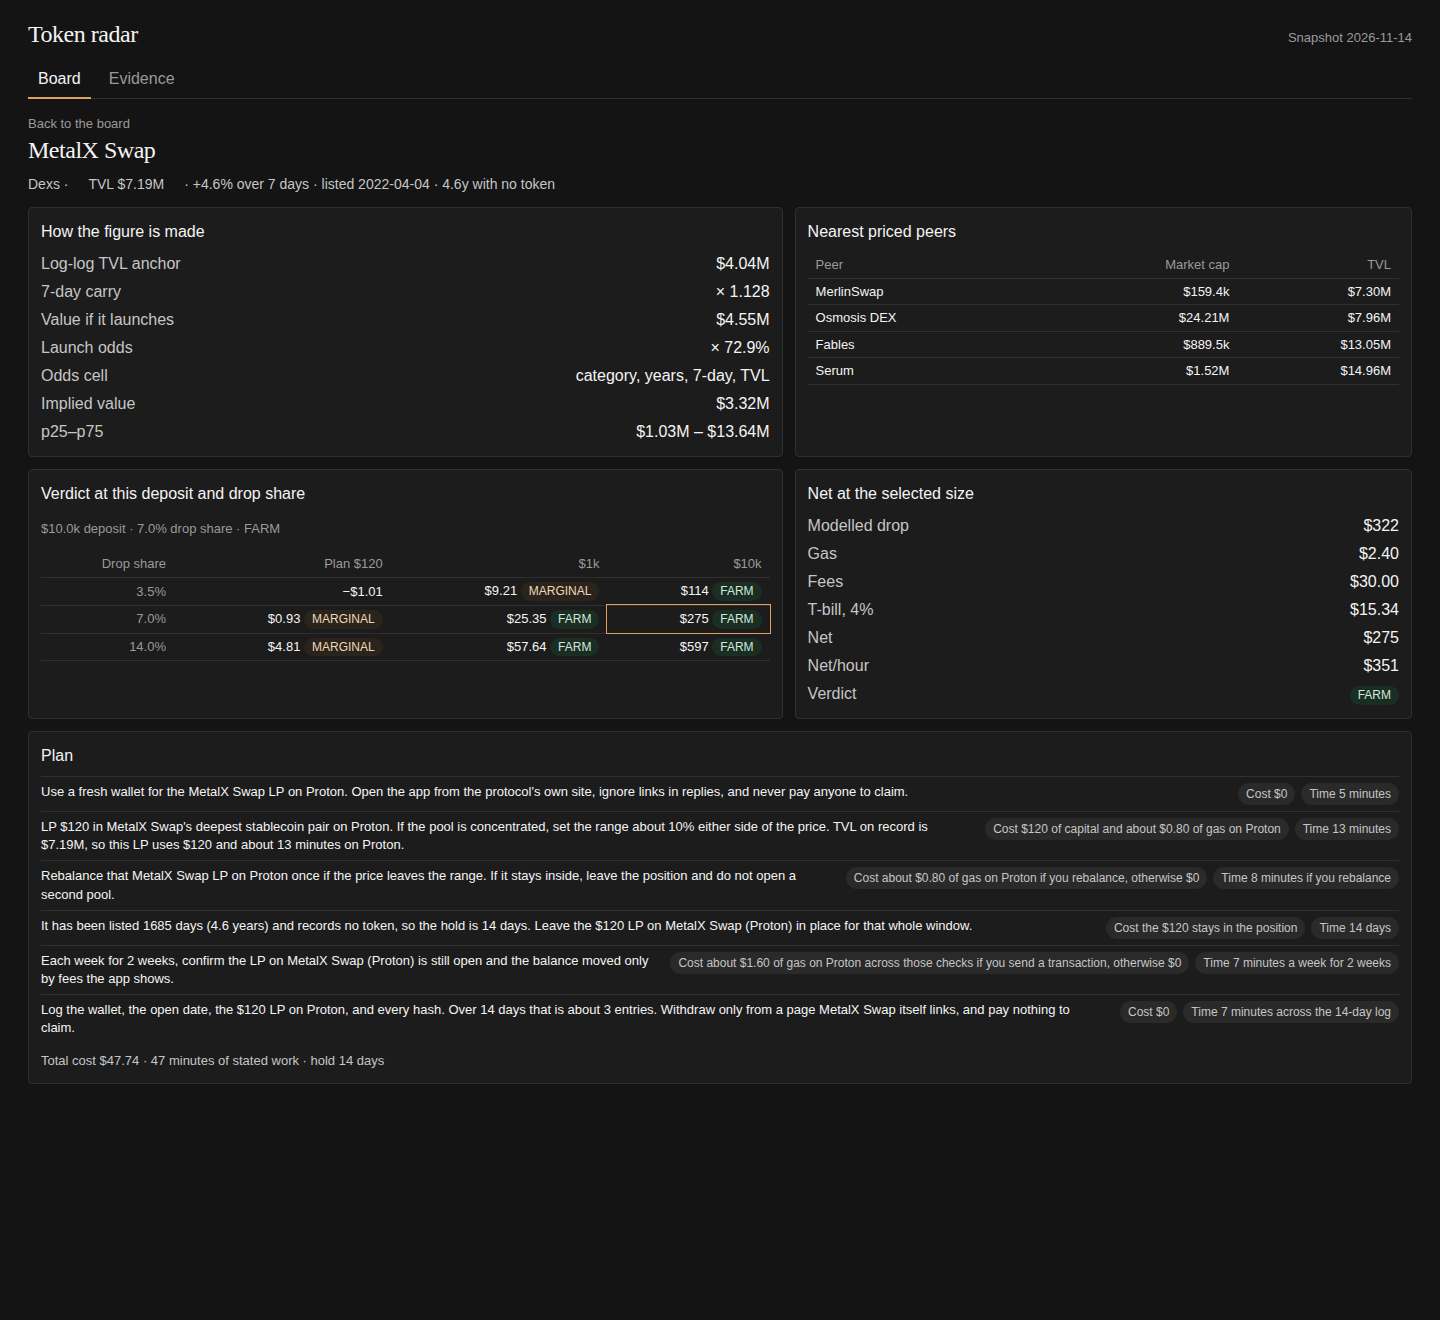 Token radar
Snapshot 2026-11-14
Board Evidence
Back to the board
MetalX Swap
Dexs · TVL $7.19M · +4.6% over 7 days · listed 2022-04-04 · 4.6y with no token
How the figure is made
Log-log TVL anchor $4.04M
7-day carry × 1.128
Value if it launches $4.55M
Launch odds × 72.9%
Odds cell category, years, 7-day, TVL
Implied value $3.32M
p25–p75 $1.03M – $13.64M
Nearest priced peers
Peer Market cap TVL
MerlinSwap $159.4k $7.30M
Osmosis DEX $24.21M $7.96M
Fables $889.5k $13.05M
Serum $1.52M $14.96M
Verdict at this deposit and drop share
$10.0k deposit · 7.0% drop share · FARM
Drop share Plan $120 $1k $10k
3.5% −$1.01 $9.21 MARGINAL $114 FARM
7.0% $0.93 MARGINAL $25.35 FARM $275 FARM
14.0% $4.81 MARGINAL $57.64 FARM $597 FARM
Net at the selected size
Modelled drop $322
Gas $2.40
Fees $30.00
T-bill, 4% $15.34
Net $275
Net/hour $351
Verdict FARM
Plan
Use a fresh wallet for the MetalX Swap LP on Proton. Open the app from the protocol's own site, ignore links in replies, and never pay anyone to claim. Cost $0 Time 5 minutes
LP $120 in MetalX Swap's deepest stablecoin pair on Proton. If the pool is concentrated, set the range about 10% either side of the price. TVL on record is
$7.19M, so this LP uses $120 and about 13 minutes on Proton.
Cost $120 of capital and about $0.80 of gas on Proton Time 13 minutes
Rebalance that MetalX Swap LP on Proton once if the price leaves the range. If it stays inside, leave the position and do not open a
second pool.
Cost about $0.80 of gas on Proton if you rebalance, otherwise $0 Time 8 minutes if you rebalance
It has been listed 1685 days (4.6 years) and records no token, so the hold is 14 days. Leave the $120 LP on MetalX Swap (Proton) in place for that whole window. Cost the $120 stays in the position Time 14 days
Each week for 2 weeks, confirm the LP on MetalX Swap (Proton) is still open and the balance moved only
by fees the app shows.
Cost about $1.60 of gas on Proton across those checks if you send a transaction, otherwise $0 Time 7 minutes a week for 2 weeks
Log the wallet, the open date, the $120 LP on Proton, and every hash. Over 14 days that is about 3 entries. Withdraw only from a page MetalX Swap itself links, and pay nothing to
claim.
Cost $0 Time 7 minutes across the 14-day log
Total cost $47.74 · 47 minutes of stated work · hold 14 days